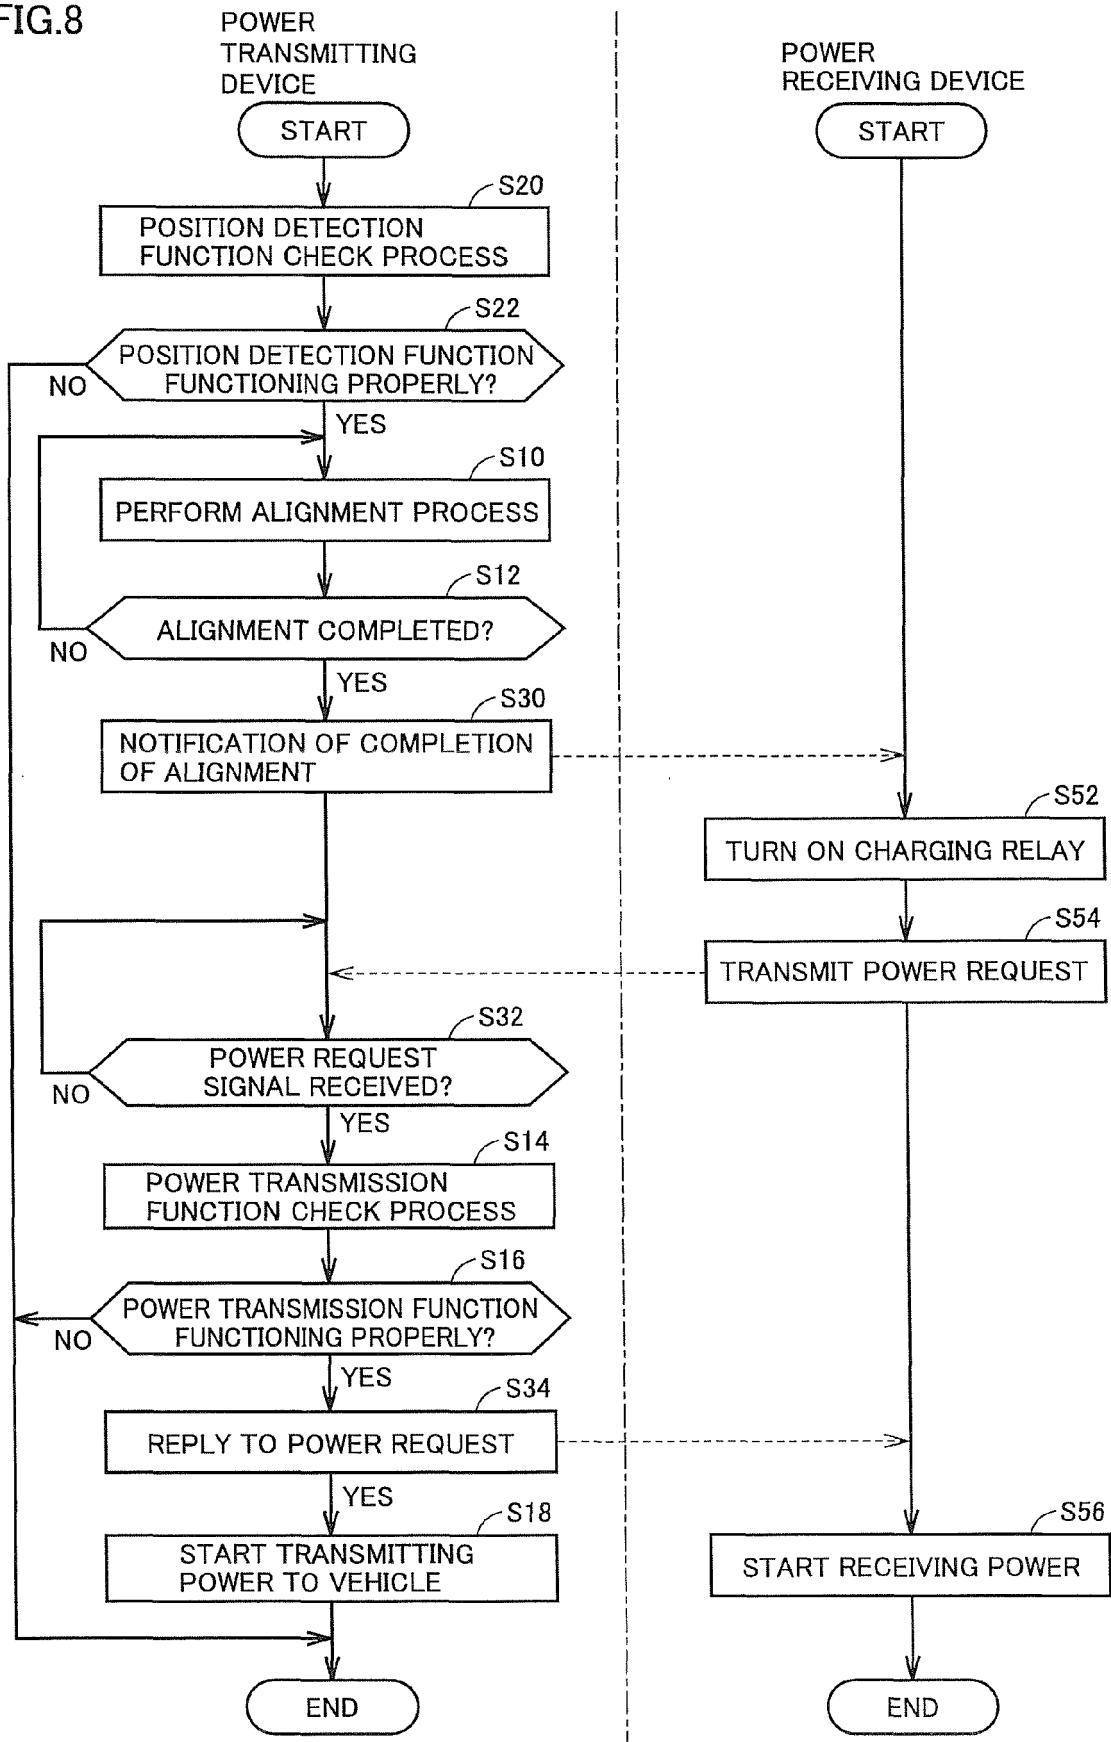 FIG.8
POWER
TRANSMITTING
DEVICE
START
S20
POSITION DETECTION
FUNCTION CHECK PROCESS
S22
POSITION DETECTION FUNCTION
FUNCTIONING PROPERLY?
NO
YES
S10
PERFORM ALIGNMENT PROCESS
S12
ALIGNMENT COMPLETED?
NO
YES
S30
NOTIFICATION OF COMPLETION
OF ALIGNMENT
S32
POWER REQUEST
SIGNAL RECEIVED?
NO
YES
S14
POWER TRANSMISSION
FUNCTION CHECK PROCESS
S16
POWER TRANSMISSION FUNCTION
FUNCTIONING PROPERLY?
NO
YES
S34
REPLY TO POWER REQUEST
YES
S18
START TRANSMITTING
POWER TO VEHICLE
END
POWER
RECEIVING DEVICE
START
S52
TURN ON CHARGING RELAY
S54
TRANSMIT POWER REQUEST
S56
START RECEIVING POWER
END